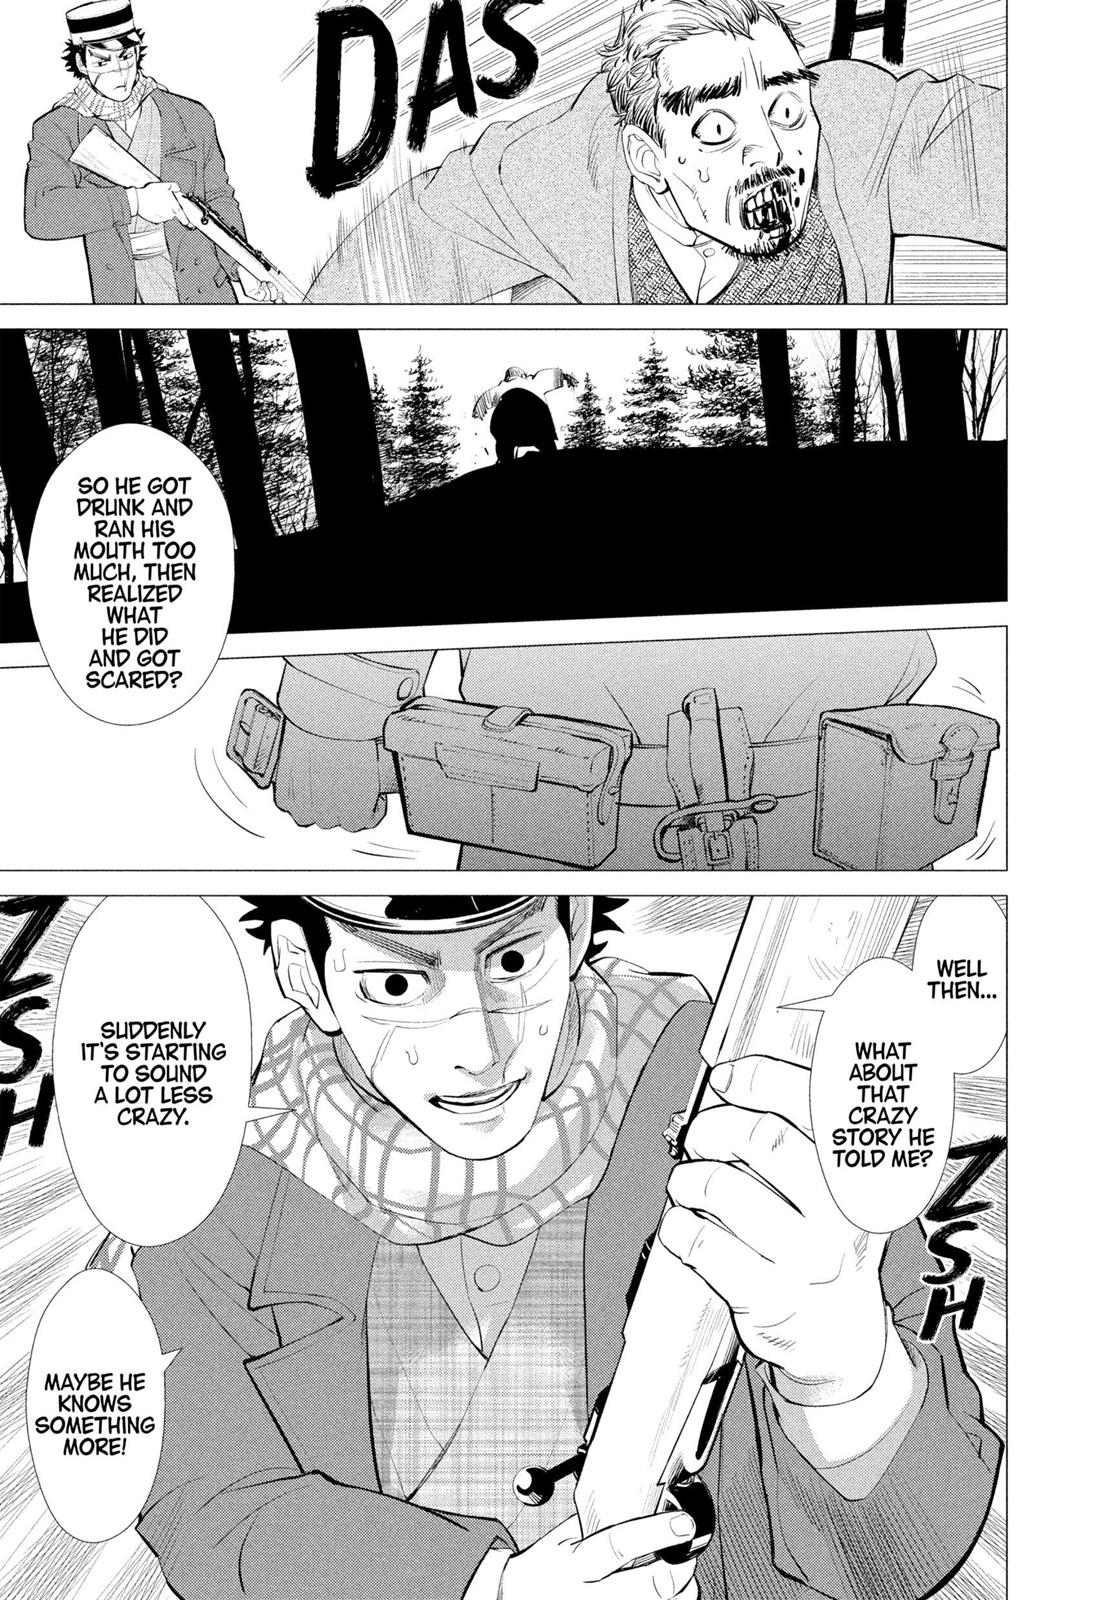 DASH
SO HE GOT
DRUNK AND
RAN HIS
MOUTH TOO
MUCH, THEN
REALIZED
WHAT
HE DID
AND GOT
SCARED?
WELL
THEN...
WHAT
ABOUT
THAT
CRAZY
STORY HE
TOLD ME?
ZSH
SUDDENLY
IT'S STARTING
TO SOUND
A LOT LESS
CRAZY.
ZSH
MAYBE HE
KNOWS
SOMETHING
MORE!